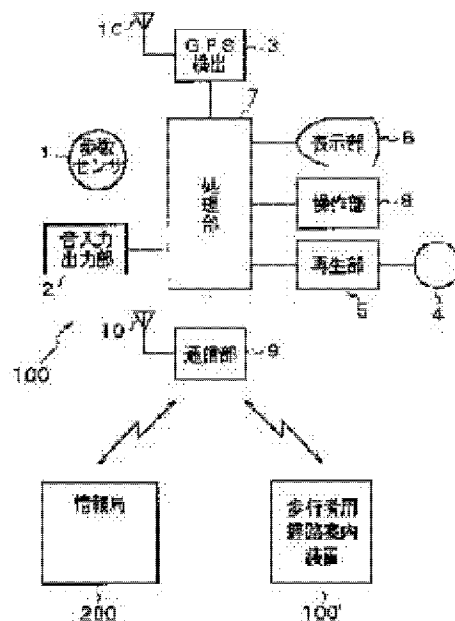 10
GPS
検出
3
7
1
歩数
センサ
処理部
表示部
6
操作部
8
音入力
出力部
2
再生部
5
4
100
10
通信部
9
情報局
200
歩行者用
経路案内
装置
100'